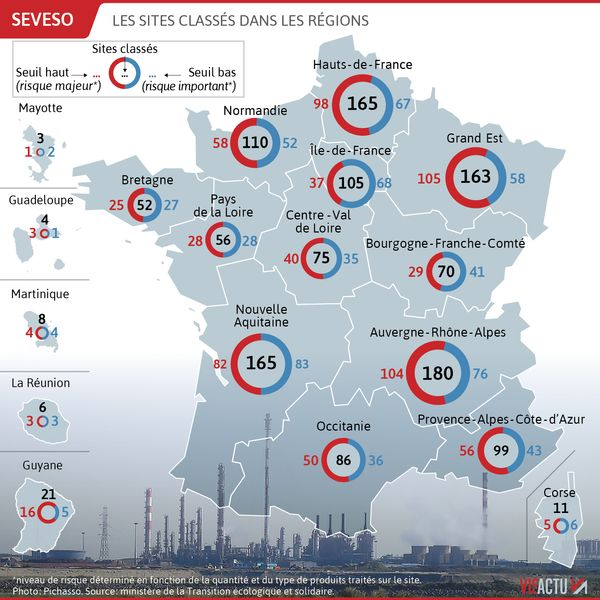 SEVESO
LES SITES CLASSÉS DANS LES RÉGIONS
Sites classés
Seuil haut
(risque majeur*)
...
...
...
Seuil bas
(risque important*)
Mayotte
3
1 2
Guadeloupe
4
3 1
Martinique
8
4 4
La Réunion
6
3 3
Guyane
21
16 5
Hauts-de-France
98 165 67
Normandie
58 110 52
Île-de-France
37 105 68
Grand Est
105 163 58
Bretagne
25 52 27
Pays
de la Loire
28 56 28
Centre-Val
de Loire
40 75 35
Bourgogne-Franche-Comté
29 70 41
Nouvelle
Aquitaine
82 165 83
Auvergne-Rhône-Alpes
104 180 76
Occitanie
50 86 36
Provence-Alpes-Côte-d'Azur
56 99 43
Corse
11
5 6
*niveau de risque déterminé en fonction de la quantité et du type de produits traités sur le site.
Photo: Pichasso. Source: ministère de la Transition écologique et solidaire.
VISACTU